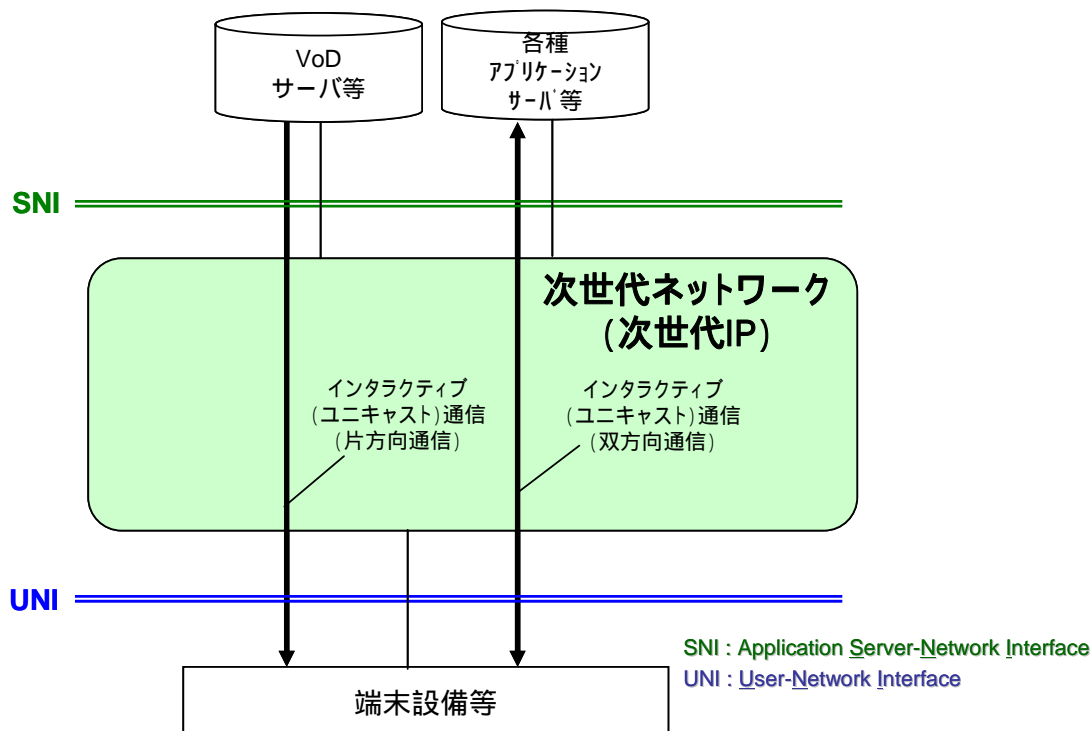 VoD
サーバ等
各種
アプリケーション
サーバ等
SNI
次世代ネットワーク
(次世代IP)
インタラクティブ
(ユニキャスト)通信
(片方向通信)
インタラクティブ
(ユニキャスト)通信
(双方向通信)
UNI
SNI : Application Server-Network Interface
UNI : User-Network Interface
端末設備等